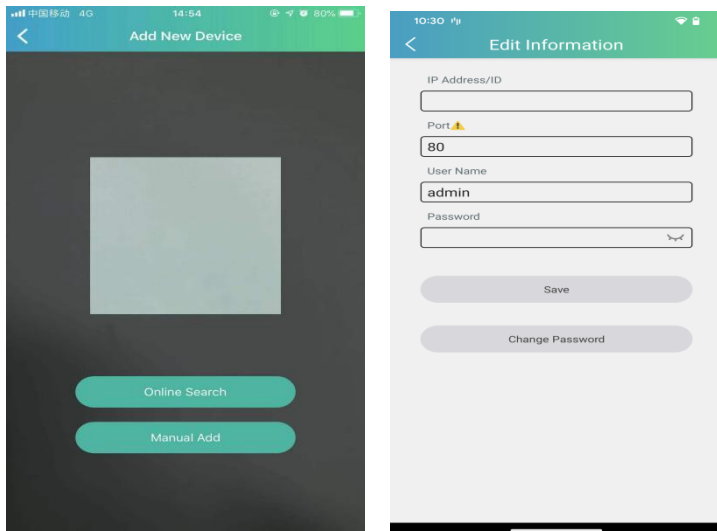 中国移动 4G 14:54 80%
Add New Device
Online Search
Manual Add
10:30
Edit Information
IP Address/ID
Port
80
User Name
admin
Password
Save
Change Password